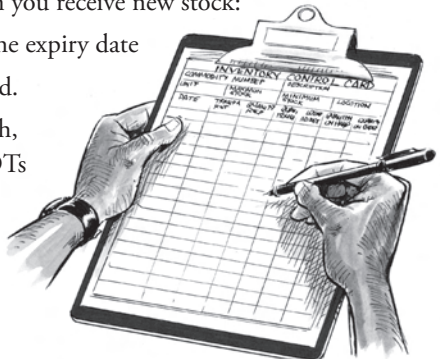 n you receive new stock:
ne expiry date
d.
h,
OTs
INVENTORY CONTROL CARD
COMMODITY NUMBER DESCRIPTION
UNIT MAXIMUM STOCK MINIMUM STOCK LOCATION
DATE